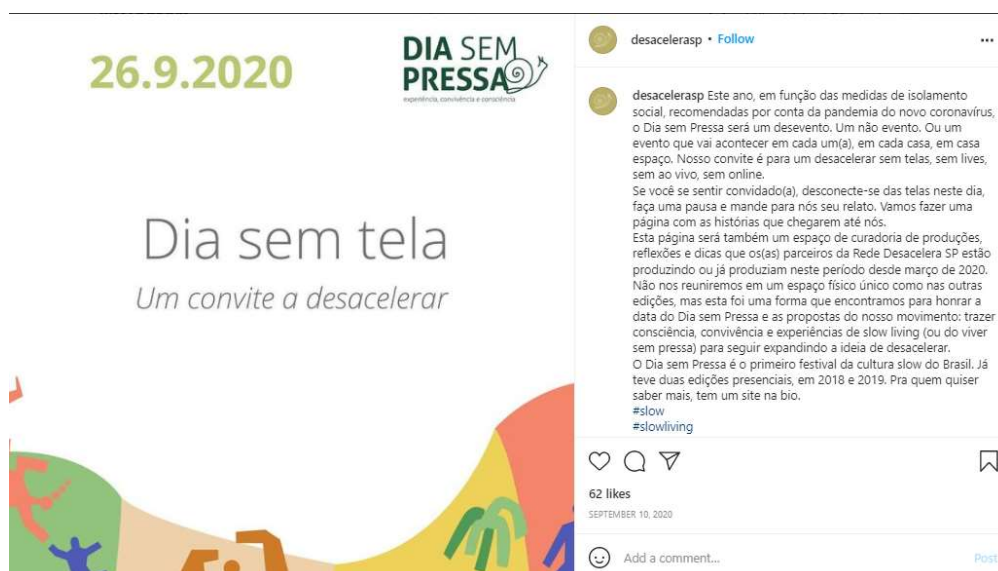 26.9.2020
DIA SEM
PRESSA
experiência, convivência e consciência
Dia sem tela
Um convite a desacelerar
desacelerasp • Follow
desacelerasp Este ano, em função das medidas de isolamento
social, recomendadas por conta da pandemia do novo coronavírus,
o Dia sem Pressa será um desevento. Um não evento. Ou um
evento que vai acontecer em cada um(a), em cada casa, em casa
espaço. Nosso convite é para um desacelerar sem telas, sem lives,
sem ao vivo, sem online.
Se você se sentir convidado(a), desconecte-se das telas neste dia,
faça uma pausa e mande para nós seu relato. Vamos fazer uma
página com as histórias que chegarem até nós.
Esta página será também um espaço de curadoria de produções,
reflexões e dicas que os(as) parceiros da Rede Desacelera SP estão
produzindo ou já produziam neste período desde março de 2020.
Não nos reuniremos em um espaço físico único como nas outras
edições, mas esta foi uma forma que encontramos para honrar a
data do Dia sem Pressa e as propostas do nosso movimento: trazer
consciência, convivência e experiências de slow living (ou do viver
sem pressa) para seguir expandindo a ideia de desacelerar.
O Dia sem Pressa é o primeiro festival da cultura slow do Brasil. Já
teve duas edições presenciais, em 2018 e 2019. Pra quem quiser
saber mais, tem um site na bio.
#slow
#slowliving
62 likes
SEPTEMBER 10, 2020
Add a comment...
Post